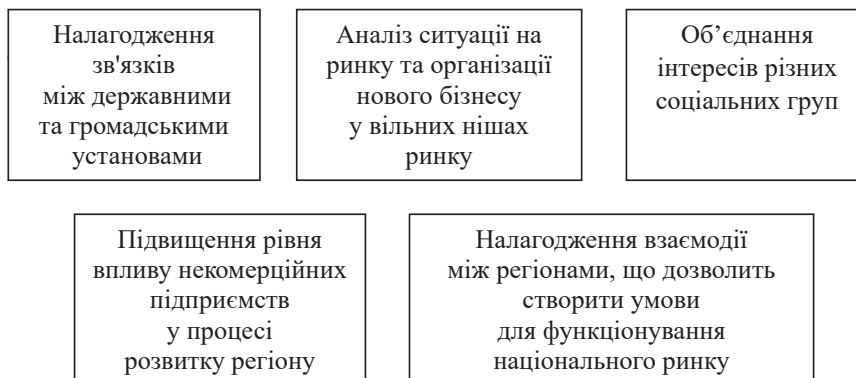 Налагодження
зв'язків
між державними
та громадськими
установами
Аналіз ситуації на
ринку та організації
нового бізнесу
у вільних нішах
ринку
Об’єднання
інтересів різних
соціальних груп
Підвищення рівня
впливу некомерційних
підприємств
у процесі
розвитку регіону
Налагодження взаємодії
між регіонами, що дозволить
створити умови
для функціонування
національного ринку